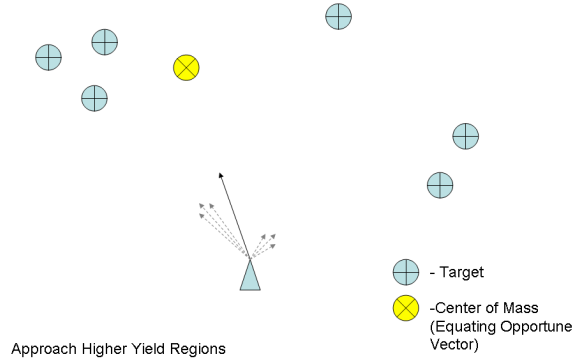 - Target
-Center of Mass
(Equating Opportune
Vector)
Approach Higher Yield Regions